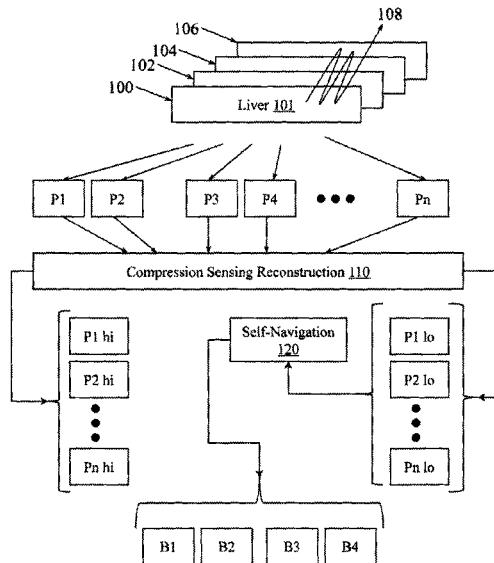 108
106
104
102
100
Liver 101
P1 P2 P3 P4 Pn
Compression Sensing Reconstruction 110
Self-Navigation
120
P1 hi
P2 hi
Pn hi
P1 lo
P2 lo
Pn lo
B1 B2 B3 B4